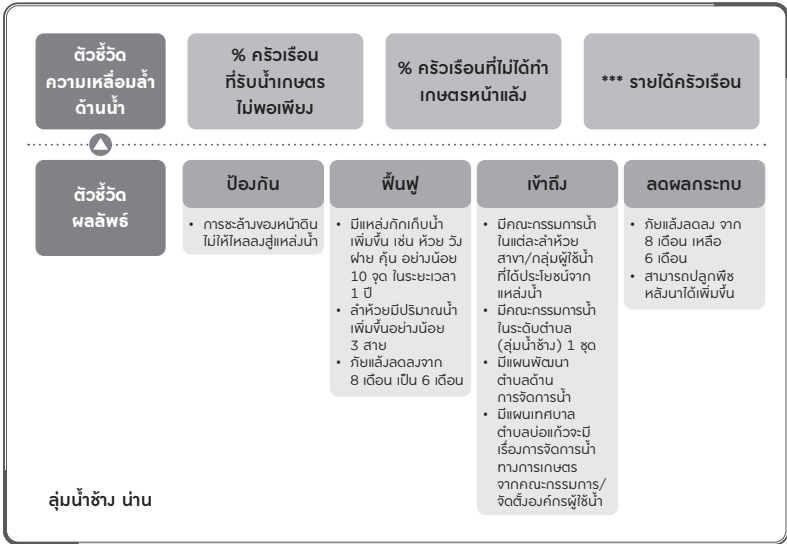 ตัวชี้วัด
ความเหลื่อมล้ำ
ด้านน้ำ
% ครัวเรือน
ที่รับน้ำเกษตร
ไม่พอเพียง
% ครัวเรือนที่ไม่ได้ทำ
เกษตรหน้าแล้ง
*** รายได้ครัวเรือน
ตัวชี้วัด
ผลลัพธ์
ป้องกัน
• การชะล้างของหน้าดิน
ไม่ให้ไหลลงสู่แหล่งน้ำ
ฟื้นฟู
• มีแหล่งกักเก็บน้ำ
เพิ่มขึ้น เช่น ห้วย วัง
ฝาย คุ้น อย่างน้อย
10 จุด ในระยะเวลา
1 ปี
• ลำห้วยมีปริมาณน้ำ
เพิ่มขึ้นอย่างน้อย
3 สาย
• ภัยแล้งลดลงจาก
8 เดือน เป็น 6 เดือน
เข้าถึง
• มีคณะกรรมการน้ำ
ในแต่ละลำห้วย
สาขา/กลุ่มผู้ใช้น้ำ
ที่ได้ประโยชน์จาก
แหล่งน้ำ
• มีคณะกรรมการน้ำ
ในระดับตำบล
(ลุ่มน้ำช้าง) 1 ชุด
• มีแผนพัฒนา
ตำบลด้าน
การจัดการน้ำ
• มีแผนเทศบาล
ตำบลบ่อแก้วจะมี
เรื่องการจัดการน้ำ
ทางการเกษตร
จากคณะกรรมการ/
จัดตั้งองค์กรผู้ใช้น้ำ
ลดผลกระทบ
• ภัยแล้งลดลง จาก
8 เดือน เหลือ
6 เดือน
• สามารถปลูกพืช
หลังนาได้เพิ่มขึ้น
ลุ่มน้ำช้าง น่าน